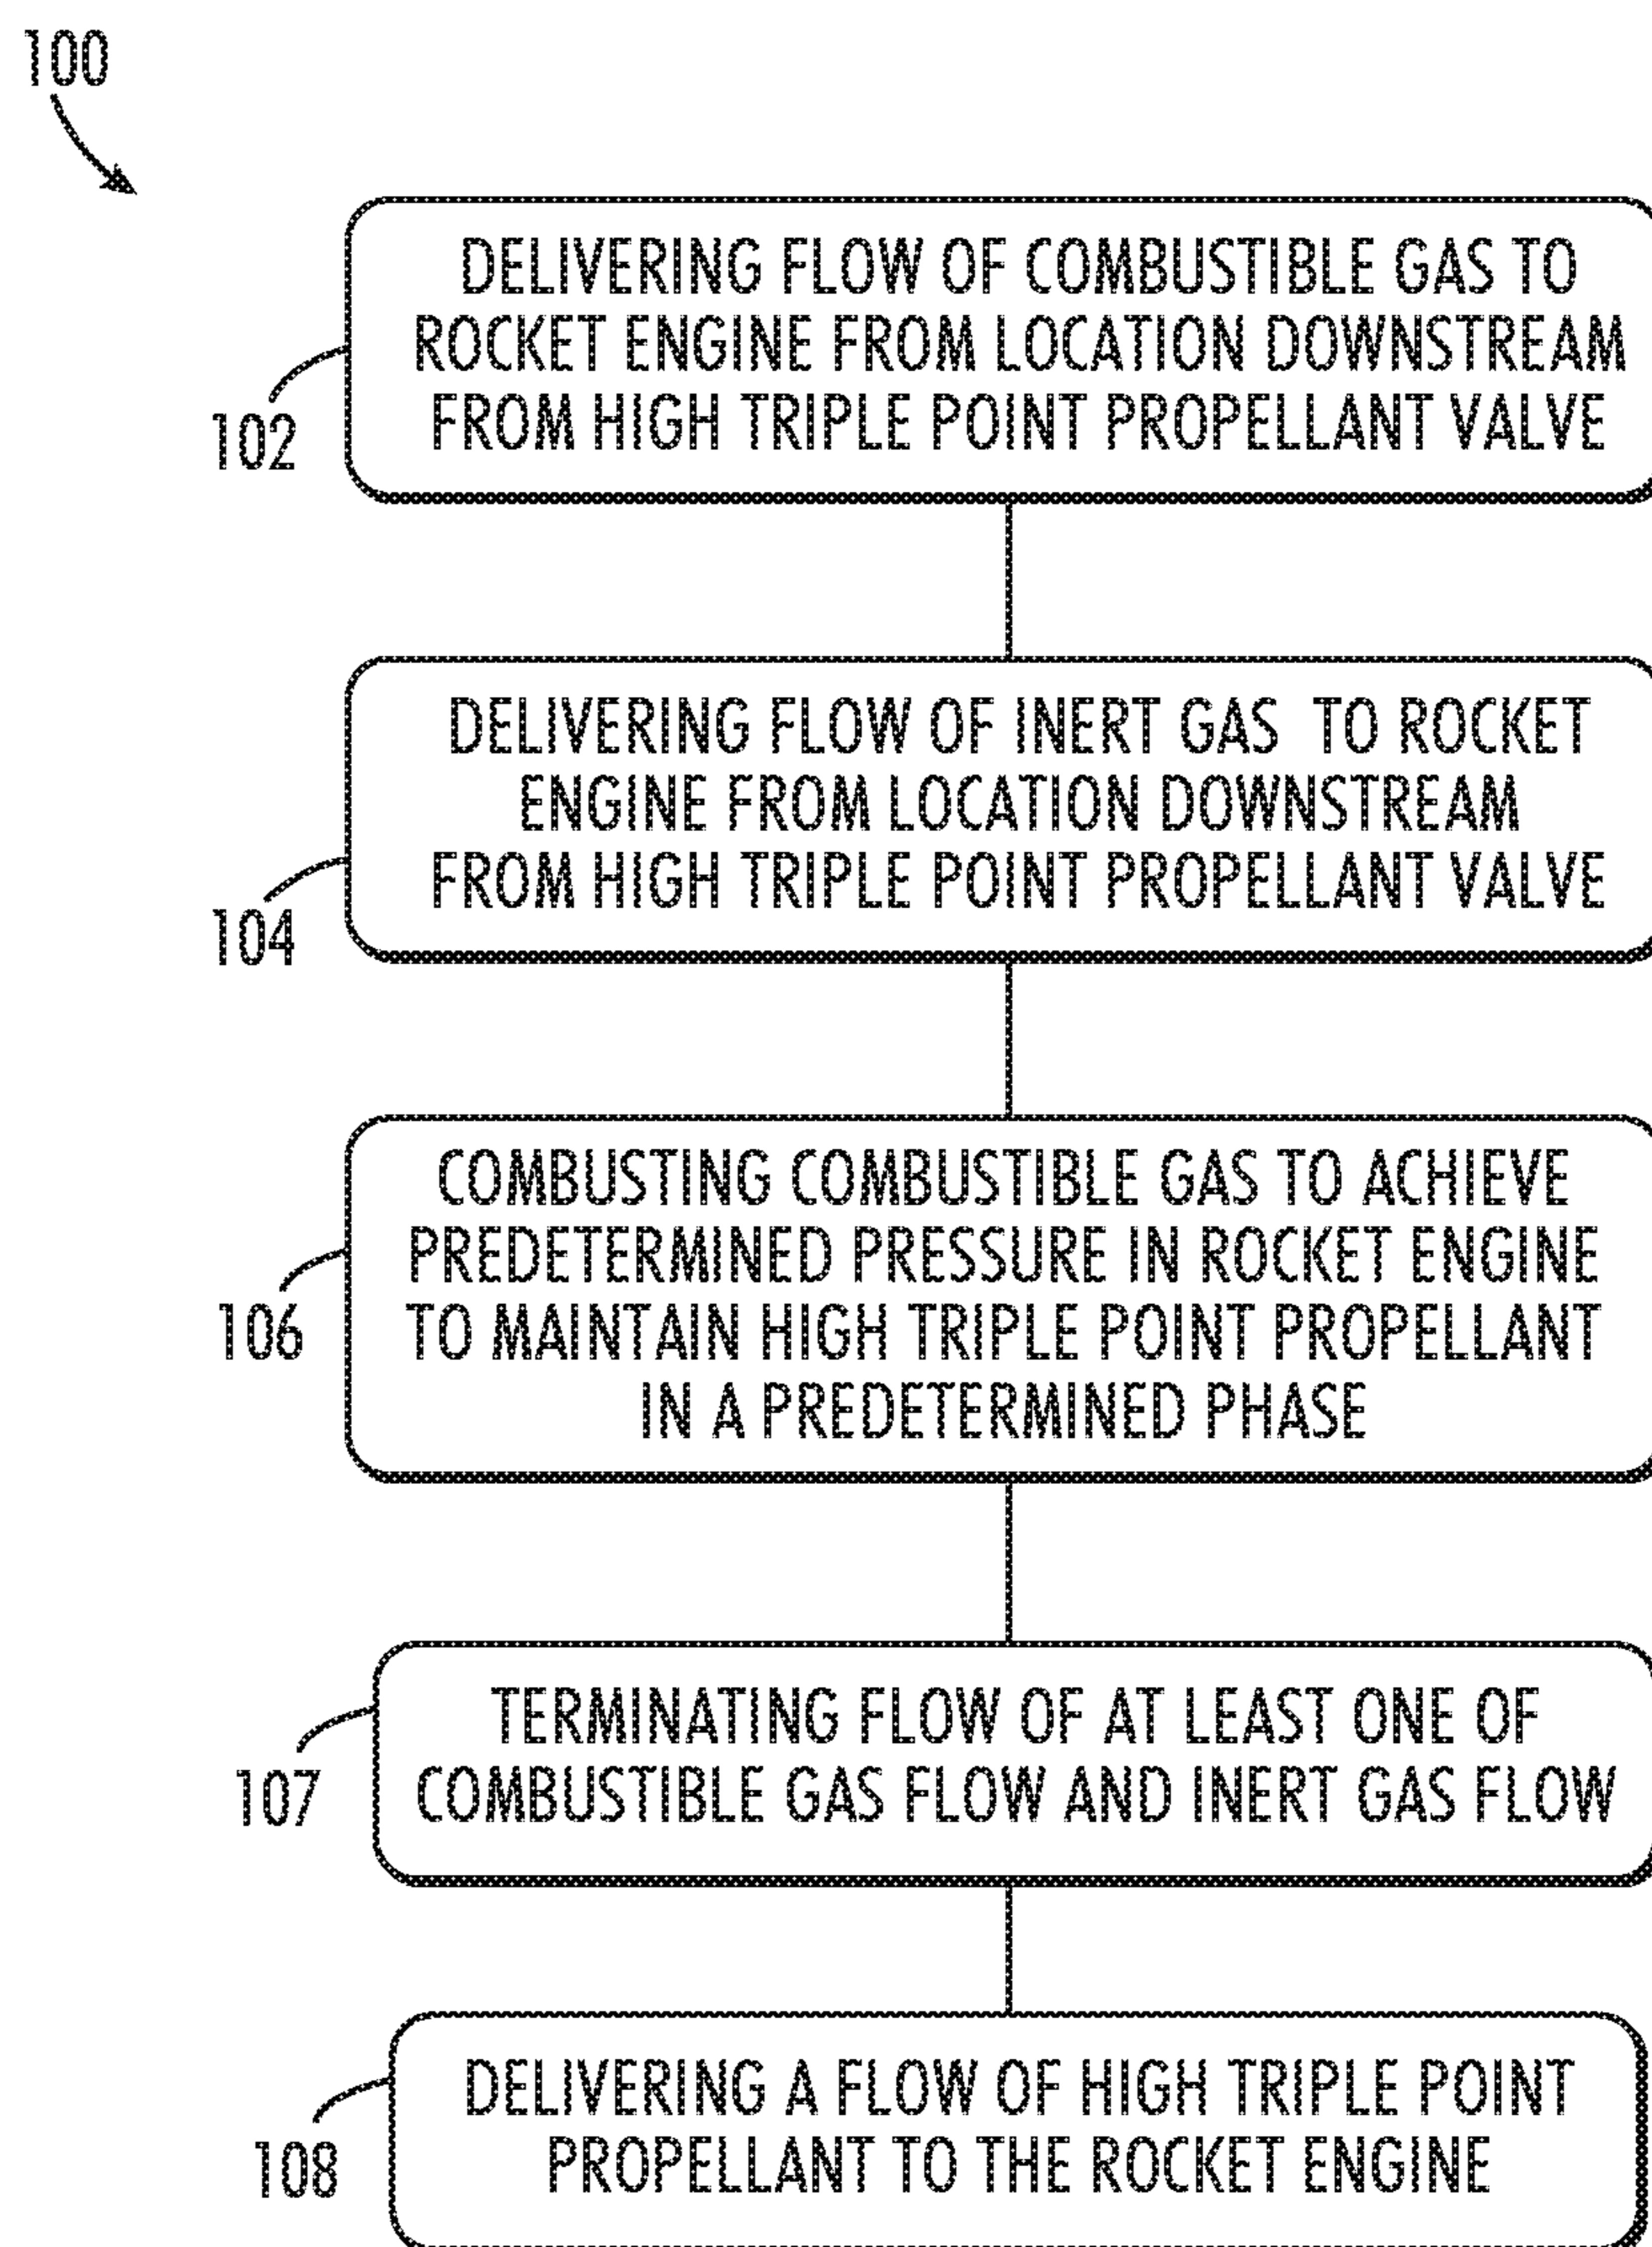 100
DELIVERING FLOW OF COMBUSTIBLE GAS TO
ROCKET ENGINE FROM LOCATION DOWNSTREAM
FROM HIGH TRIPLE POINT PROPELLANT VALVE
102
DELIVERING FLOW OF INERT GAS TO ROCKET
ENGINE FROM LOCATION DOWNSTREAM
FROM HIGH TRIPLE POINT PROPELLANT VALVE
104
COMBUSTING COMBUSTIBLE GAS TO ACHIEVE
PREDETERMINED PRESSURE IN ROCKET ENGINE
TO MAINTAIN HIGH TRIPLE POINT PROPELLANT
IN A PREDETERMINED PHASE
106
TERMINATING FLOW OF AT LEAST ONE OF
COMBUSTIBLE GAS FLOW AND INERT GAS FLOW
107
DELIVERING A FLOW OF HIGH TRIPLE POINT
PROPELLANT TO THE ROCKET ENGINE
108